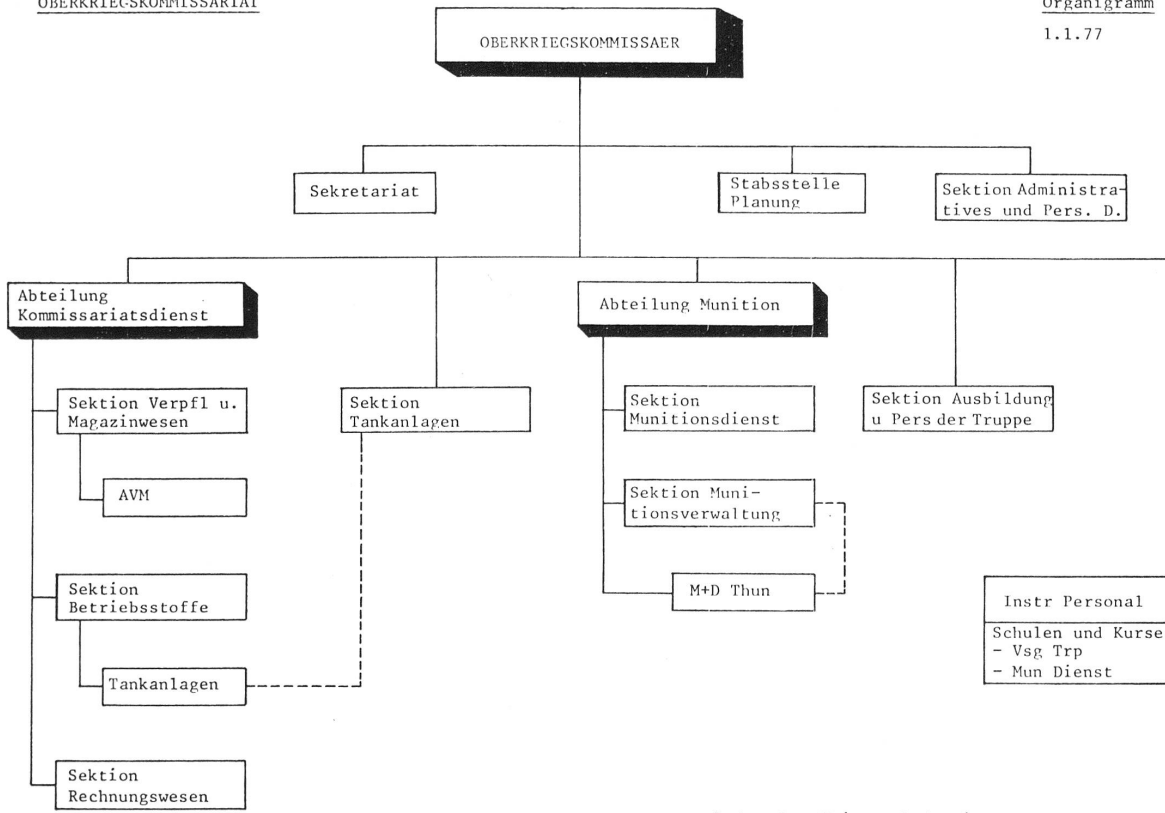 OBERKRIEGSKOMMISSARIAT
Organigramm
1.1.77
OBERKRIEGSKOMMISSAER
Sekretariat
Stabsstelle
Planung
Sektion Administra-
tives und Pers. D.
Abteilung
Kommissariatsdienst
Abteilung Munition
Sektion Verpfl u.
Magazinwesen
Sektion
Tankanlagen
Sektion
Munitionsdienst
Sektion Ausbildung
u Pers der Truppe
AVM
Sektion Muni-
tionsverwaltung
Sektion
Betriebsstoffe
M+D Thun
Instr Personal
Schulen und Kurse
- Vsg Trp
- Mun Dienst
Tankanlagen
Sektion
Rechnungswesen